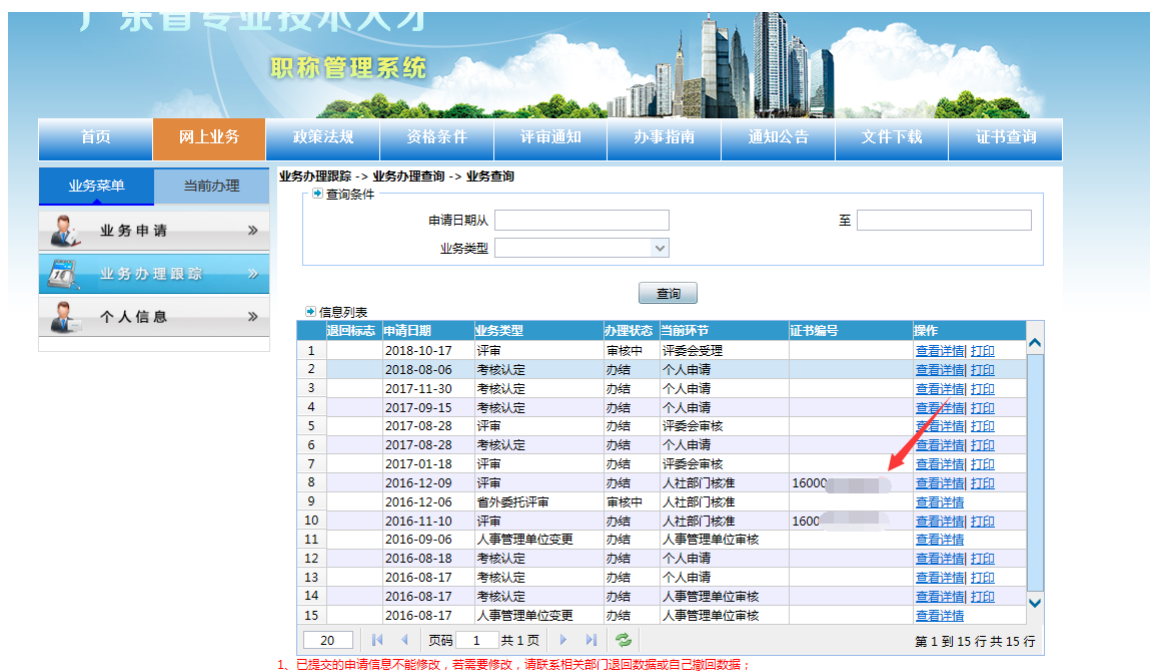 广东省专业技术人才
职称管理系统
首页 网上业务 政策法规 资格条件 评审通知 办事指南 通知公告 文件下载 证书查询
业务菜单 当前办理
业务申请 »
业务办理跟踪 »
个人信息 »
业务办理跟踪 -> 业务办理查询 -> 业务查询
查询条件
申请日期从 至
业务类型
查询
信息列表
退回标志 申请日期 业务类型 办理状态 当前环节 证书编号 操作
1 2018-10-17 评审 审核中 评委会受理 查看详情| 打印
2 2018-08-06 考核认定 办结 个人申请 查看详情| 打印
3 2017-11-30 考核认定 办结 个人申请 查看详情| 打印
4 2017-09-15 考核认定 办结 个人申请 查看详情| 打印
5 2017-08-28 评审 办结 评委会审核 查看详情| 打印
6 2017-08-28 考核认定 办结 个人申请 查看详情| 打印
7 2017-01-18 评审 办结 评委会审核 查看详情| 打印
8 2016-12-09 评审 办结 人社部门核准 16000 查看详情| 打印
9 2016-12-06 省外委托评审 审核中 人社部门核准 查看详情
10 2016-11-10 评审 办结 人社部门核准 1600 查看详情| 打印
11 2016-09-06 人事管理单位变更 办结 人事管理单位审核 查看详情
12 2016-08-18 考核认定 办结 个人申请 查看详情| 打印
13 2016-08-17 考核认定 办结 个人申请 查看详情| 打印
14 2016-08-17 考核认定 办结 人事管理单位审核 查看详情| 打印
15 2016-08-17 人事管理单位变更 办结 人事管理单位审核 查看详情
20 页码 1 共 1 页 第 1 到 15 行 共 15 行
1、已提交的申请信息不能修改，若需要修改，请联系相关部门退回数据或自己撤回数据；